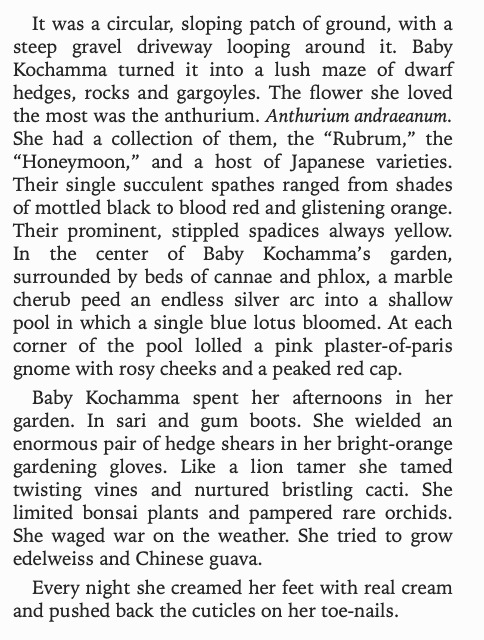 It was a circular, sloping patch of ground, with a
steep gravel driveway looping around it. Baby
Kochamma turned it into a lush maze of dwarf
hedges, rocks and gargoyles. The flower she loved
the most was the anthurium. Anthurium andraeanum.
She had a collection of them, the “Rubrum,” the
“Honeymoon,” and a host of Japanese varieties.
Their single succulent spathes ranged from shades
of mottled black to blood red and glistening orange.
Their prominent, stippled spadices always yellow.
In the center of Baby Kochamma’s garden,
surrounded by beds of cannae and phlox, a marble
cherub peed an endless silver arc into a shallow
pool in which a single blue lotus bloomed. At each
corner of the pool lolled a pink plaster-of-paris
gnome with rosy cheeks and a peaked red cap.
Baby Kochamma spent her afternoons in her
garden. In sari and gum boots. She wielded an
enormous pair of hedge shears in her bright-orange
gardening gloves. Like a lion tamer she tamed
twisting vines and nurtured bristling cacti. She
limited bonsai plants and pampered rare orchids.
She waged war on the weather. She tried to grow
edelweiss and Chinese guava.
Every night she creamed her feet with real cream
and pushed back the cuticles on her toe-nails.